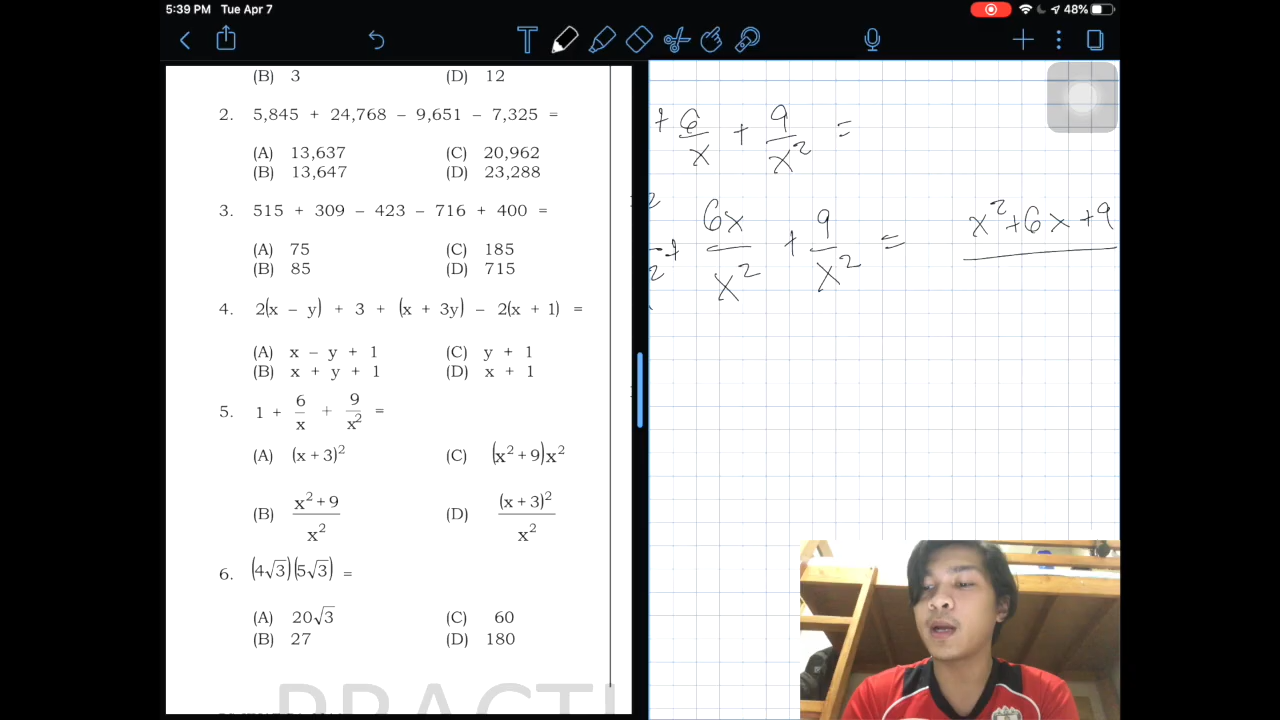 5:39 PM Tue Apr 7 48%
T
(B) 3 (D) 12
2. 5,845 + 24,768 – 9,651 – 7,325 =
(A) 13,637 (C) 20,962
(B) 13,647 (D) 23,288
3. 515 + 309 – 423 – 716 + 400 =
(A) 75 (C) 185
(B) 85 (D) 715
4. 2(x – y) + 3 + (x + 3y) – 2(x + 1) =
(A) x – y + 1 (C) y + 1
(B) x + y + 1 (D) x + 1
5. 1 + 6/x + 9/x² =
(A) (x + 3)² (C) (x² + 9)x²
(B) x² + 9 / x² (D) (x + 3)² / x²
6. (4√3)(5√3) =
(A) 20√3 (C) 60
(B) 27 (D) 180
PRACTI
+ 6/x + 9/x² =
+ 6x/x² + 9/x² = x² + 6x + 9